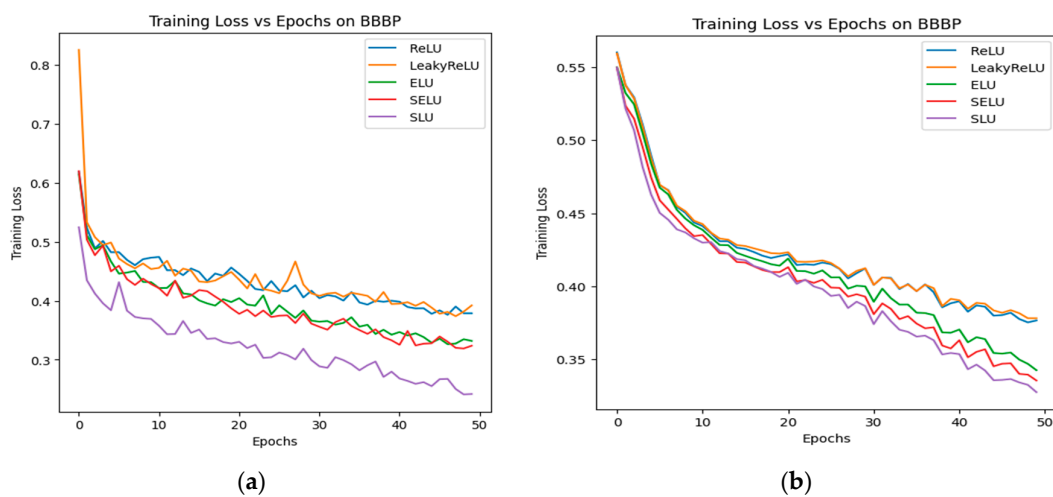 Training Loss vs Epochs on BBBP
ReLU
LeakyReLU
ELU
SELU
SLU
0.8
0.7
0.6
0.5
0.4
0.3
Training Loss
0
10
20
30
40
50
Epochs
(a)
Training Loss vs Epochs on BBBP
ReLU
LeakyReLU
ELU
SELU
SLU
0.55
0.50
0.45
0.40
0.35
Training Loss
0
10
20
30
40
50
Epochs
(b)